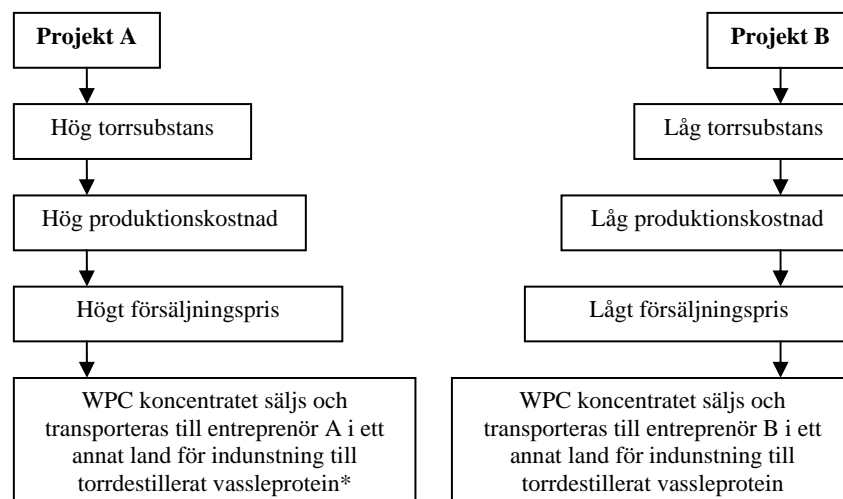 Projekt A
Hög torrsubstans
Hög produktionskostnad
Högt försäljningspris
WPC koncentratet säljs och
transporteras till entreprenör A i ett
annat land för indunstning till
torrdestillerat vassleprotein*
Projekt B
Låg torrsubstans
Låg produktionskostnad
Lågt försäljningspris
WPC koncentratet säljs och
transporteras till entreprenör B i ett
annat land för indunstning till
torrdestillerat vassleprotein